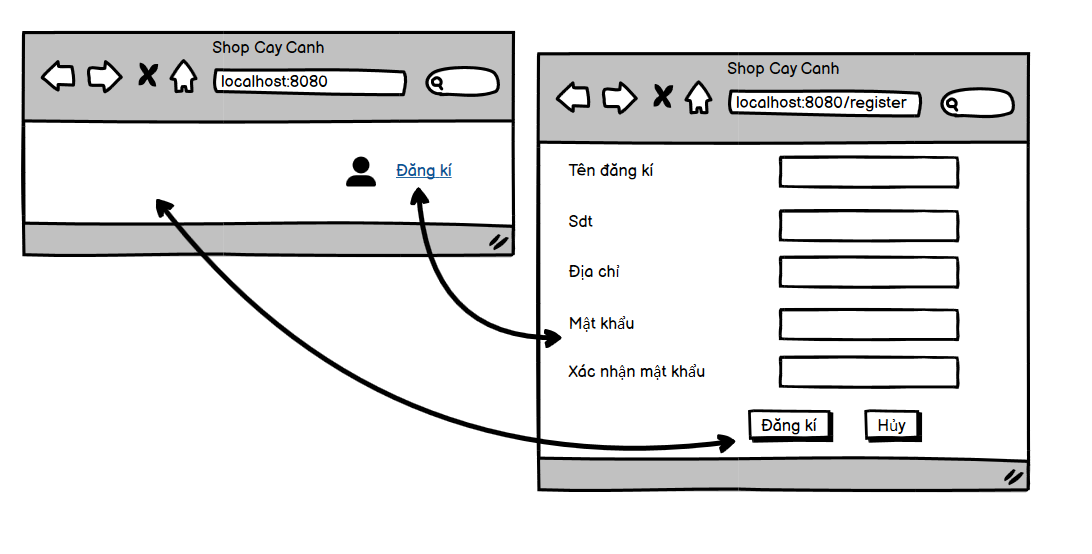 Shop Cay Canh
localhost:8080
Đăng kí
Shop Cay Canh
localhost:8080/register
Tên đăng kí
Sdt
Địa chỉ
Mật khẩu
Xác nhận mật khẩu
Đăng kí
Hủy